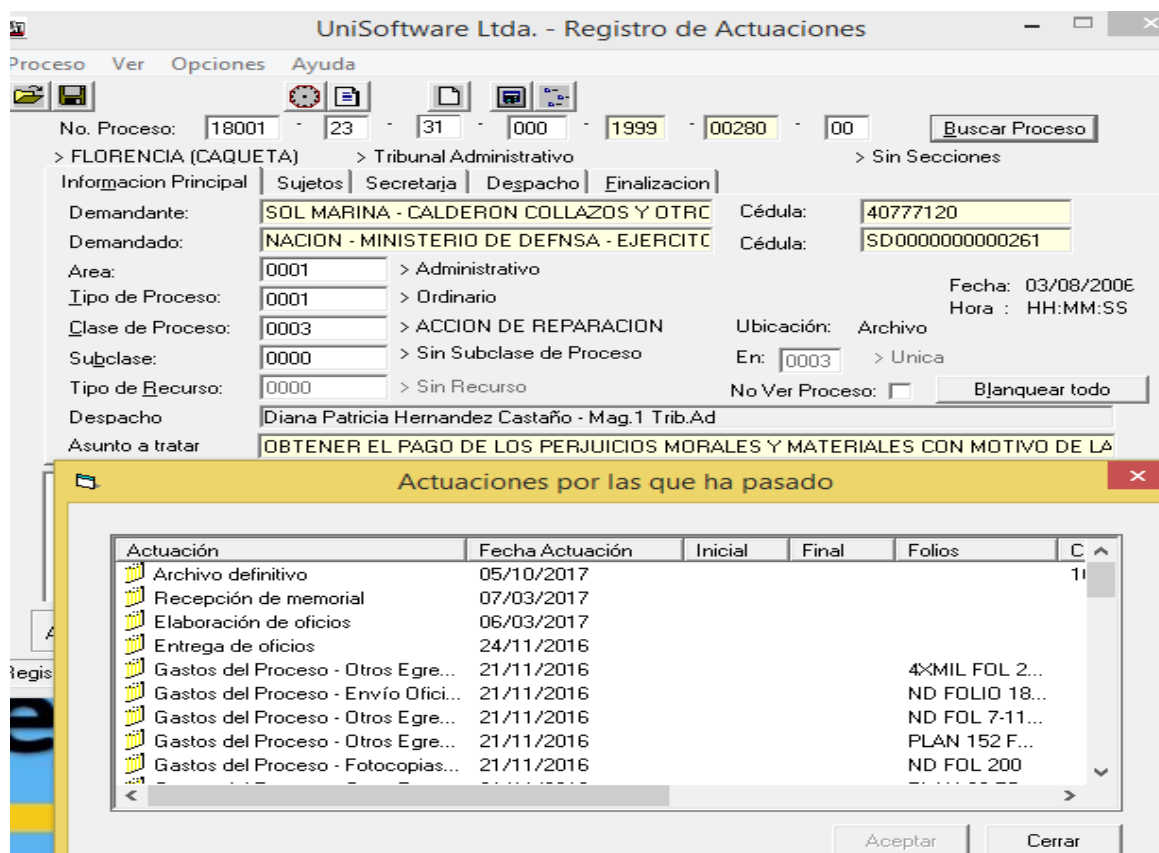 UniSoftware Ltda. - Registro de Actuaciones
Proceso Ver Opciones Ayuda
No. Proceso: 18001 - 23 - 31 - 000 - 1999 - 00280 - 00 Buscar Proceso
> FLORENCIA (CAQUETA) > Tribunal Administrativo > Sin Secciones
Informacion Principal Sujetos Secretaria Despacho Finalizacion
Demandante: SOL MARINA - CALDERON COLLAZOS Y OTRO Cédula: 40777120
Demandado: NACION - MINISTERIO DE DEFNSA - EJERCITO Cédula: SD0000000000261
Area: 0001 > Administrativo
Fecha: 03/08/2006
Tipo de Proceso: 0001 > Ordinario
Hora : HH:MM:SS
Clase de Proceso: 0003 > ACCION DE REPARACION Ubicación: Archivo
Subclase: 0000 > Sin Subclase de Proceso En: 0003 > Unica
Tipo de Recurso: 0000 > Sin Recurso No Ver Proceso: Blanquear todo
Despacho Diana Patricia Hernandez Castaño - Mag.1 Trib.Ad
Asunto a tratar OBTENER EL PAGO DE LOS PERJUICIOS MORALES Y MATERIALES CON MOTIVO DE LA
Actuaciones por las que ha pasado
Actuación Fecha Actuación Inicial Final Folios C
Archivo definitivo 05/10/2017
Recepción de memorial 07/03/2017
Elaboración de oficios 06/03/2017
Entrega de oficios 24/11/2016
Regis
Gastos del Proceso - Otros Egre... 21/11/2016 4XMIL FOL 2...
Gastos del Proceso - Envío Ofici... 21/11/2016 ND FOLIO 18...
Gastos del Proceso - Otros Egre... 21/11/2016 ND FOL 7-11...
Gastos del Proceso - Otros Egre... 21/11/2016 PLAN 152 F...
Gastos del Proceso - Fotocopias... 21/11/2016 ND FOL 200
Aceptar Cerrar